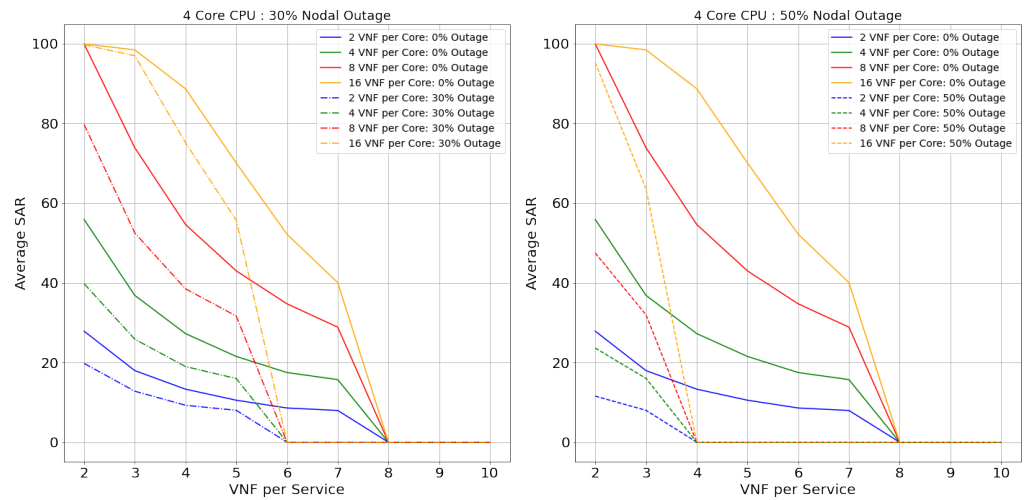 4 Core CPU : 30% Nodal Outage
100
80
60
40
20
0
Average SAR
2 VNF per Core: 0% Outage
4 VNF per Core: 0% Outage
8 VNF per Core: 0% Outage
16 VNF per Core: 0% Outage
2 VNF per Core: 30% Outage
4 VNF per Core: 30% Outage
8 VNF per Core: 30% Outage
16 VNF per Core: 30% Outage
2 3 4 5 6 7 8 9 10
VNF per Service
4 Core CPU : 50% Nodal Outage
100
80
60
40
20
0
Average SAR
2 VNF per Core: 0% Outage
4 VNF per Core: 0% Outage
8 VNF per Core: 0% Outage
16 VNF per Core: 0% Outage
2 VNF per Core: 50% Outage
4 VNF per Core: 50% Outage
8 VNF per Core: 50% Outage
16 VNF per Core: 50% Outage
2 3 4 5 6 7 8 9 10
VNF per Service